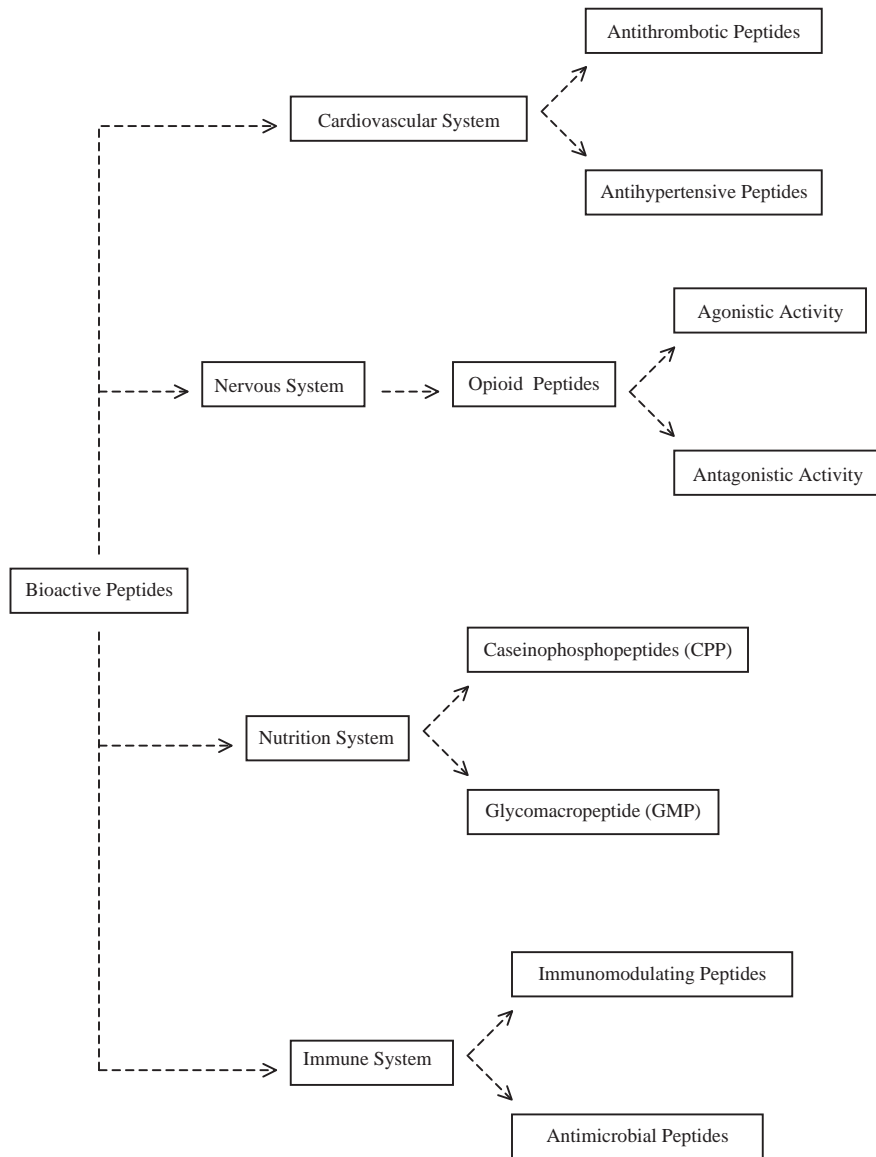 Antithrombotic Peptides
Cardiovascular System
Antihypertensive Peptides
Agonistic Activity
Nervous System
Opioid Peptides
Antagonistic Activity
Bioactive Peptides
Caseinophosphopeptides (CPP)
Nutrition System
Glycomacropeptide (GMP)
Immunomodulating Peptides
Immune System
Antimicrobial Peptides